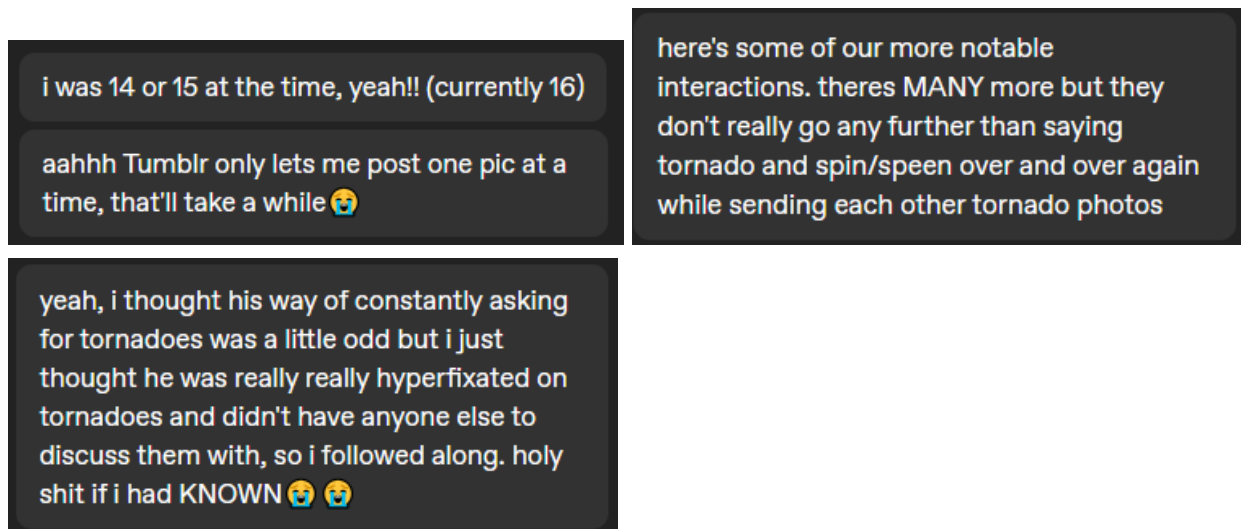 i was 14 or 15 at the time, yeah!! (currently 16)
aahhh Tumblr only lets me post one pic at a
time, that'll take a while😭
here's some of our more notable
interactions. theres MANY more but they
don't really go any further than saying
tornado and spin/speen over and over again
while sending each other tornado photos
yeah, i thought his way of constantly asking
for tornadoes was a little odd but i just
thought he was really really hyperfixated on
tornadoes and didn't have anyone else to
discuss them with, so i followed along. holy
shit if i had KNOWN😭 😭